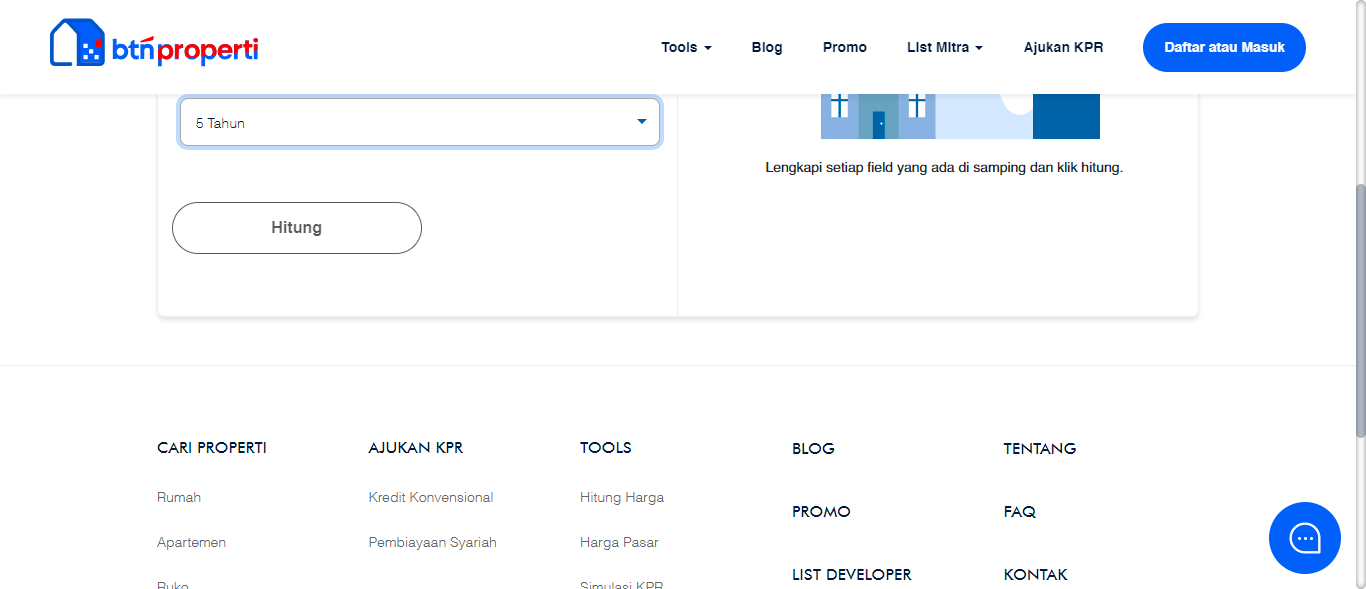 btnproperti
Tools
Blog
Promo
List Mitra
Ajukan KPR
Daftar atau Masuk
5 Tahun
Lengkapi setiap field yang ada di samping dan klik hitung.
Hitung
CARI PROPERTI
AJUKAN KPR
TOOLS
BLOG
TENTANG
Rumah
Kredit Konvensional
Hitung Harga
PROMO
FAQ
Apartemen
Pembiayaan Syariah
Harga Pasar
LIST DEVELOPER
KONTAK
Ruko
Simulasi KPR